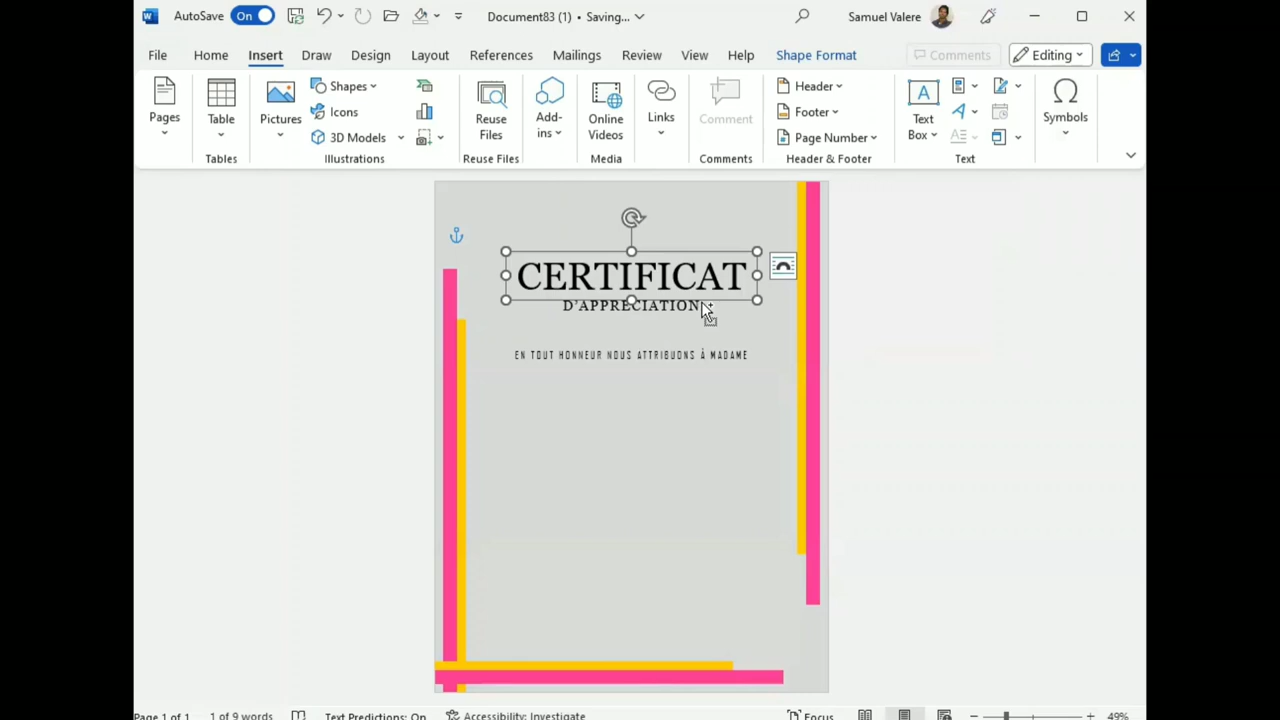 AutoSave On Document83 (1) • Saving... Samuel Valere
File Home Insert Draw Design Layout References Mailings Review View Help Shape Format Comments Editing
Pages
Table
Pictures
Shapes
Icons
3D Models
Reuse
Files
Add-
ins
Online
Videos
Links
Comment
Header
Footer
Page Number
Text
Box
Symbols
Tables Illustrations Reuse Files Media Comments Header & Footer Text
CERTIFICAT
D'APPRECIATION
EN TOUT HONNEUR NOUS ATTRIBUONS À MADAME
Page 1 of 1 1 of 9 words Text Predictions: On Accessibility: Investigate Focus 49%